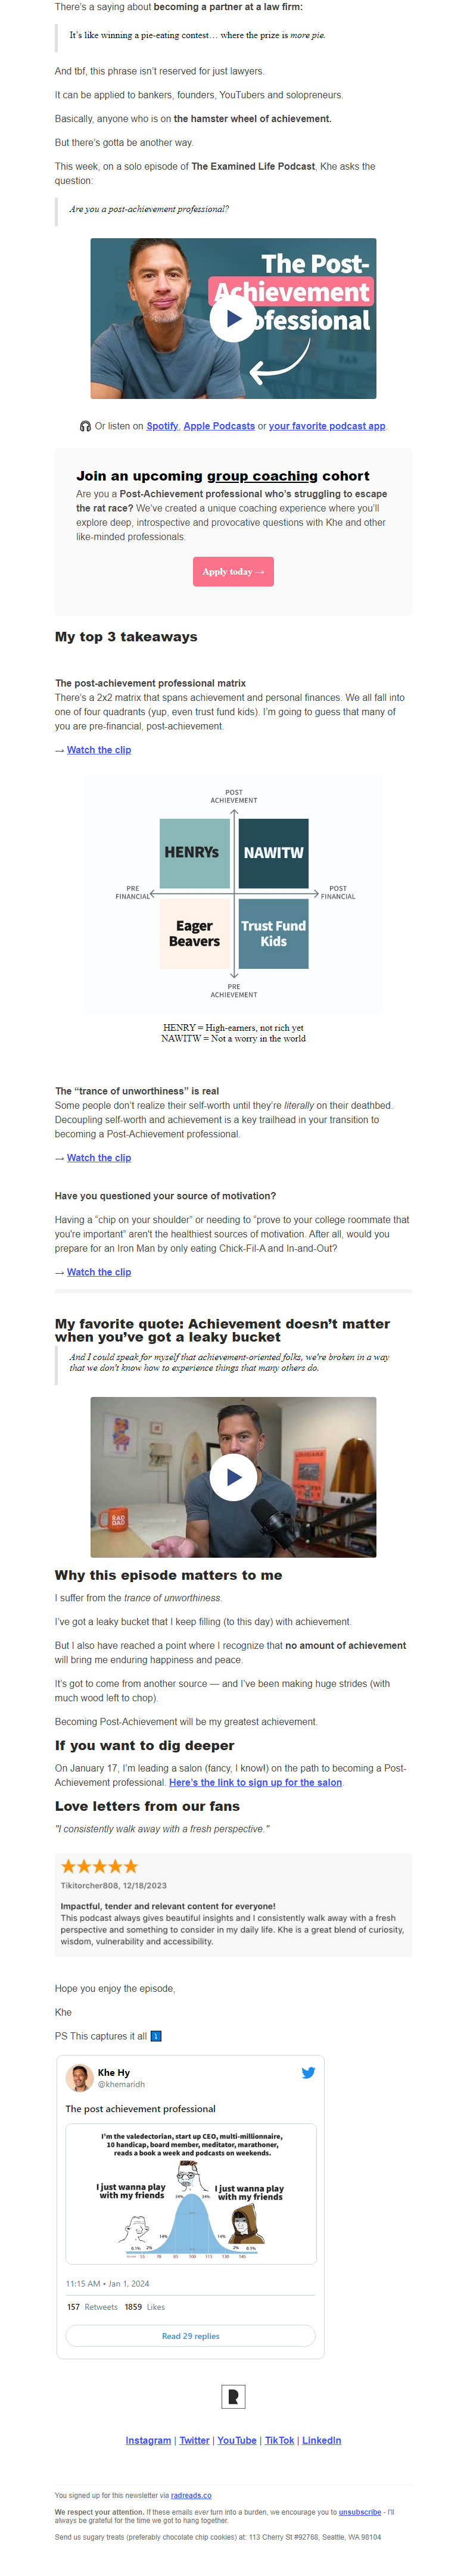 There's a saying about becoming a partner at a law firm:
It's like winning a pie-eating contest… where the prize is more pie.
And tbf, this phrase isn't reserved for just lawyers.
It can be applied to bankers, founders, YouTubers and solopreneurs.
Basically, anyone who is on the hamster wheel of achievement.
But there's gotta be another way.
This week, on a solo episode of The Examined Life Podcast, Khe asks the
question:
Are you a post-achievement professional?
The Post-
Achievement
ofessional
🎧 Or listen on Spotify, Apple Podcasts or your favorite podcast app.
Join an upcoming group coaching cohort
Are you a Post-Achievement professional who's struggling to escape
the rat race? We've created a unique coaching experience where you'll
explore deep, introspective and provocative questions with Khe and other
like-minded professionals.
Apply today →
My top 3 takeaways
The post-achievement professional matrix
There's a 2x2 matrix that spans achievement and personal finances. We all fall into
one of four quadrants (yup, even trust fund kids). I'm going to guess that many of
you are pre-financial, post-achievement.
→ Watch the clip
POST
ACHIEVEMENT
HENRYs
NAWITW
PRE
FINANCIAL
POST
FINANCIAL
Eager
Beavers
Trust Fund
Kids
PRE
ACHIEVEMENT
HENRY = High-earners, not rich yet
NAWITW = Not a worry in the world
The “trance of unworthiness” is real
Some people don't realize their self-worth until they're literally on their deathbed.
Decoupling self-worth and achievement is a key trailhead in your transition to
becoming a Post-Achievement professional.
→ Watch the clip
Have you questioned your source of motivation?
Having a “chip on your shoulder” or needing to “prove to your college roommate that
you're important” aren't the healthiest sources of motivation. After all, would you
prepare for an Iron Man by only eating Chick-Fil-A and In-and-Out?
→ Watch the clip
My favorite quote: Achievement doesn't matter
when you've got a leaky bucket
And I could speak for myself that achievement-oriented folks, we're broken in a way
that we don't know how to experience things that many others do.
RAD
DAD
Why this episode matters to me
I suffer from the trance of unworthiness.
I've got a leaky bucket that I keep filling (to this day) with achievement.
But I also have reached a point where I recognize that no amount of achievement
will bring me enduring happiness and peace.
It's got to come from another source — and I've been making huge strides (with
much wood left to chop).
Becoming Post-Achievement will be my greatest achievement.
If you want to dig deeper
On January 17, I'm leading a salon (fancy, I know!) on the path to becoming a Post-
Achievement professional. Here's the link to sign up for the salon.
Love letters from our fans
"I consistently walk away with a fresh perspective."
Tikitorcher808, 12/18/2023
Impactful, tender and relevant content for everyone!
This podcast always gives beautiful insights and I consistently walk away with a fresh
perspective and something to consider in my daily life. Khe is a great blend of curiosity,
wisdom, vulnerability and accessibility.
Hope you enjoy the episode,
Khe
PS This captures it all ⤵️
Khe Hy
@khemaridh
The post achievement professional
I'm the valedectorian, start up CEO, multi-millionnaire,
10 handicap, board member, meditator, marathoner,
reads a book a week and podcasts on weekends.
I just wanna play
with my friends
I just wanna play
with my friends
34% 34%
14% 14%
0.1% 2% 2% 0.1%
55 70 85 100 115 130 145
11:15 AM • Jan 1, 2024
157 Retweets 1859 Likes
Read 29 replies
R
Instagram | Twitter | YouTube | TikTok | LinkedIn
You signed up for this newsletter via radreads.co
We respect your attention. If these emails ever turn into a burden, we encourage you to unsubscribe - I'll
always be grateful for the time we got to hang together.
Send us sugary treats (preferably chocolate chip cookies) at: 113 Cherry St #92768, Seattle, WA 98104